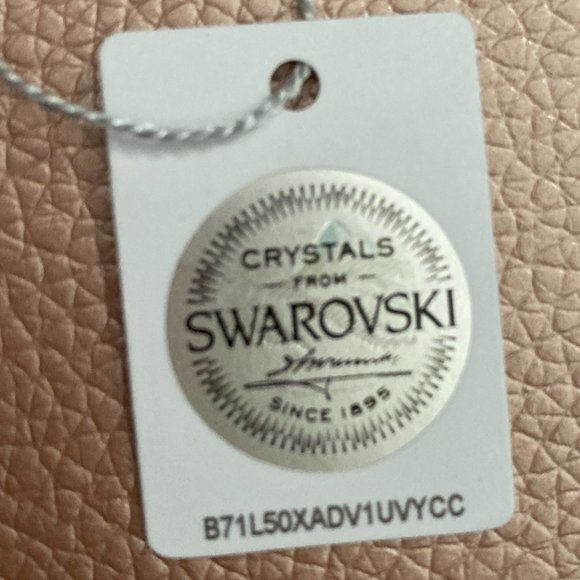 CRYSTALS
FROM
SWAROVSKI
SINCE 1895
B71L50XADV1UVYCC